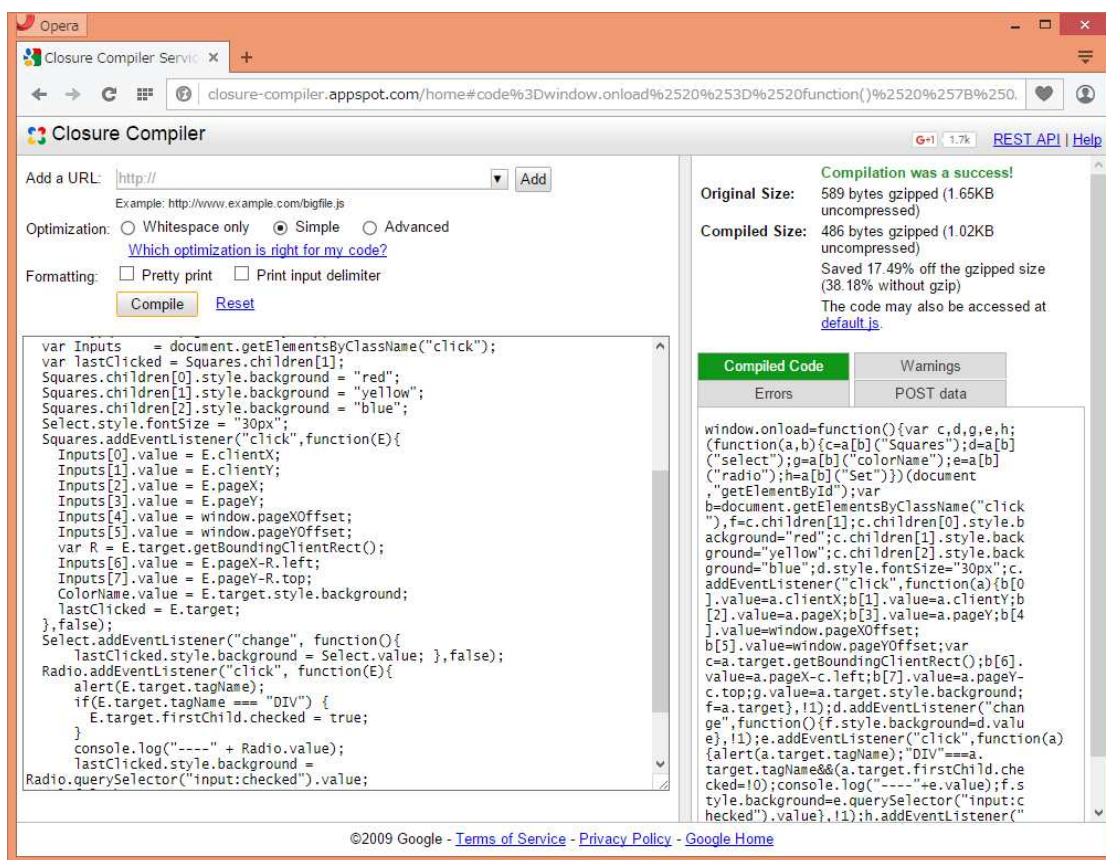 Opera
Closure Compiler Servic
closure-compiler.appspot.com/home#code%3Dwindow.onload%2520%253D%2520function()%2520%257B%250.
Closure Compiler
G+1 1.7k REST API | Help
Add a URL: http:// Add
Example: http://www.example.com/bigfile.js
Optimization: Whitespace only Simple Advanced
Which optimization is right for my code?
Formatting: Pretty print Print input delimiter
Compile Reset
var Inputs    = document.getElementsByClassName("click");
var lastClicked = Squares.children[1];
Squares.children[0].style.background = "red";
Squares.children[1].style.background = "yellow";
Squares.children[2].style.background = "blue";
Select.style.fontSize = "30px";
Squares.addEventListener("click",function(E){
Inputs[0].value = E.clientX;
Inputs[1].value = E.clientY;
Inputs[2].value = E.pageX;
Inputs[3].value = E.pageY;
Inputs[4].value = window.pageXOffset;
Inputs[5].value = window.pageYOffset;
var R = E.target.getBoundingClientRect();
Inputs[6].value = E.pageX-R.left;
Inputs[7].value = E.pageY-R.top;
ColorName.value = E.target.style.background;
lastClicked = E.target;
},false);
Select.addEventListener("change", function(){
lastClicked.style.background = Select.value; },false);
Radio.addEventListener("click", function(E){
alert(E.target.tagName);
if(E.target.tagName === "DIV") {
E.target.firstChild.checked = true;
}
console.log("----" + Radio.value);
lastClicked.style.background =
Radio.querySelector("input:checked").value;
Compilation was a success!
Original Size: 589 bytes gzipped (1.65KB
uncompressed)
Compiled Size: 486 bytes gzipped (1.02KB
uncompressed)
Saved 17.49% off the gzipped size
(38.18% without gzip)
The code may also be accessed at
default.js.
Compiled Code Warnings
Errors POST data
window.onload=function(){var c,d,g,e,h;
(function(a,b){c=a[b]("Squares");d=a[b]
("select");g=a[b]("colorName");e=a[b]
("radio");h=a[b]("Set")})(document
,"getElementById");var
b=document.getElementsByClassName("click
"),f=c.children[1];c.children[0].style.b
ackground="red";c.children[1].style.back
ground="yellow";c.children[2].style.back
ground="blue";d.style.fontSize="30px";c.
addEventListener("click",function(a){b[0
].value=a.clientX;b[1].value=a.clientY;b
[2].value=a.pageX;b[3].value=a.pageY;b[4
].value=window.pageXOffset;
b[5].value=window.pageYOffset;var
c=a.target.getBoundingClientRect();b[6].
value=a.pageX-c.left;b[7].value=a.pageY-
c.top;g.value=a.target.style.background;
f=a.target},!1);d.addEventListener("chan
ge",function(){f.style.background=d.valu
e},!1);e.addEventListener("click",function(a)
{alert(a.target.tagName);"DIV"===a.
target.tagName&&(a.target.firstChild.che
cked=!0);console.log("----"+e.value);f.s
tyle.background=e.querySelector("input:c
hecked").value},!1);h.addEventListener("
©2009 Google - Terms of Service - Privacy Policy - Google Home